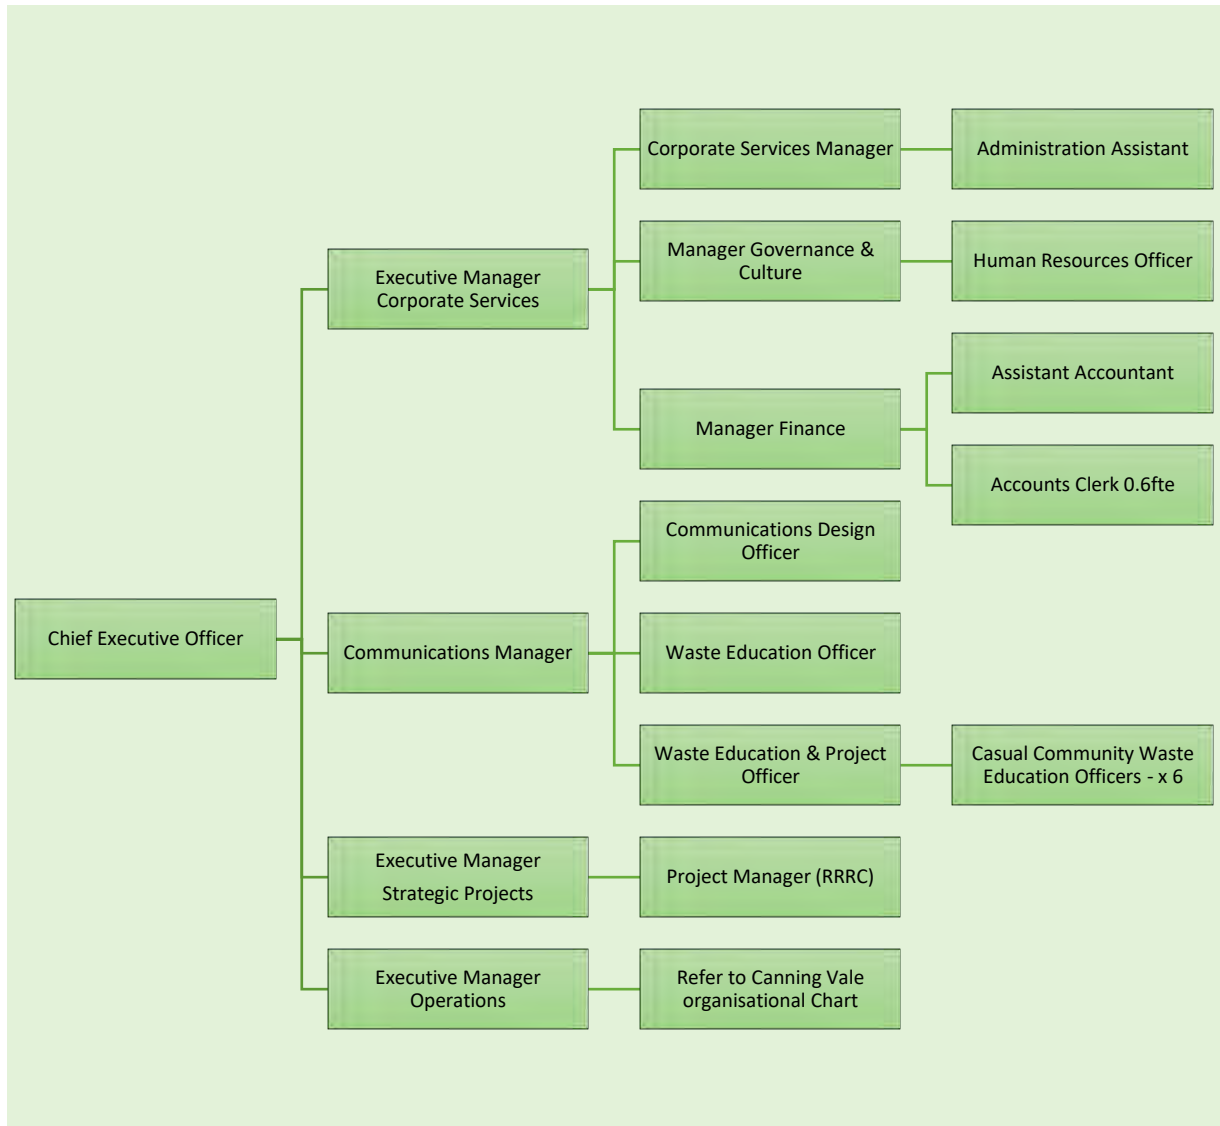 Chief Executive Officer
Executive Manager
Corporate Services
Corporate Services Manager
Administration Assistant
Manager Governance &
Culture
Human Resources Officer
Manager Finance
Assistant Accountant
Accounts Clerk 0.6fte
Communications Manager
Communications Design
Officer
Waste Education Officer
Waste Education & Project
Officer
Casual Community Waste
Education Officers - x 6
Executive Manager
Strategic Projects
Project Manager (RRRC)
Executive Manager
Operations
Refer to Canning Vale
organisational Chart